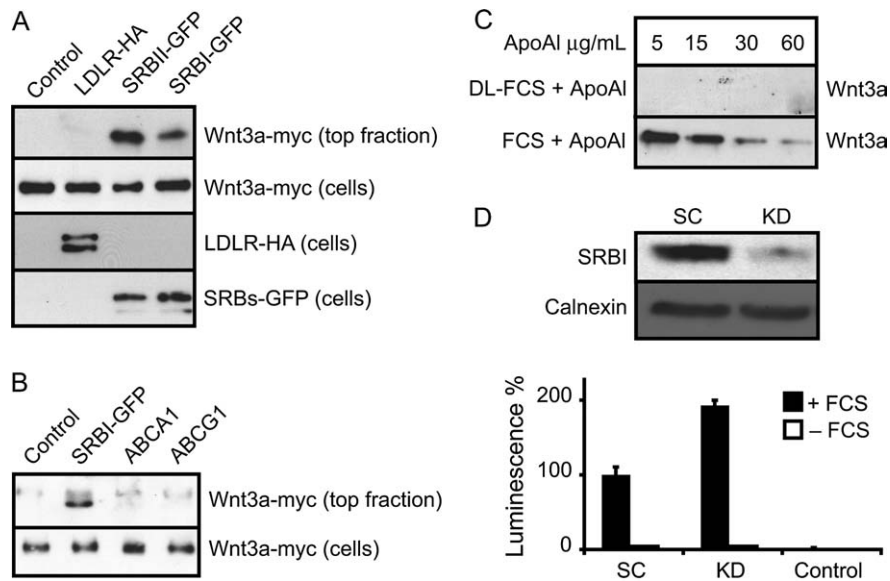 A
Control
LDLR-HA
SRBII-GFP
SRBI-GFP
Wnt3a-myc (top fraction)
Wnt3a-myc (cells)
LDLR-HA (cells)
SRBs-GFP (cells)
B
Control
SRBI-GFP
ABCA1
ABCG1
Wnt3a-myc (top fraction)
Wnt3a-myc (cells)
C
ApoAI μg/mL 5 15 30 60
DL-FCS + ApoAI Wnt3a
FCS + ApoAI Wnt3a
D
SC KD
SRBI
Calnexin
Luminescence %
200
100
0
+ FCS
– FCS
SC KD Control